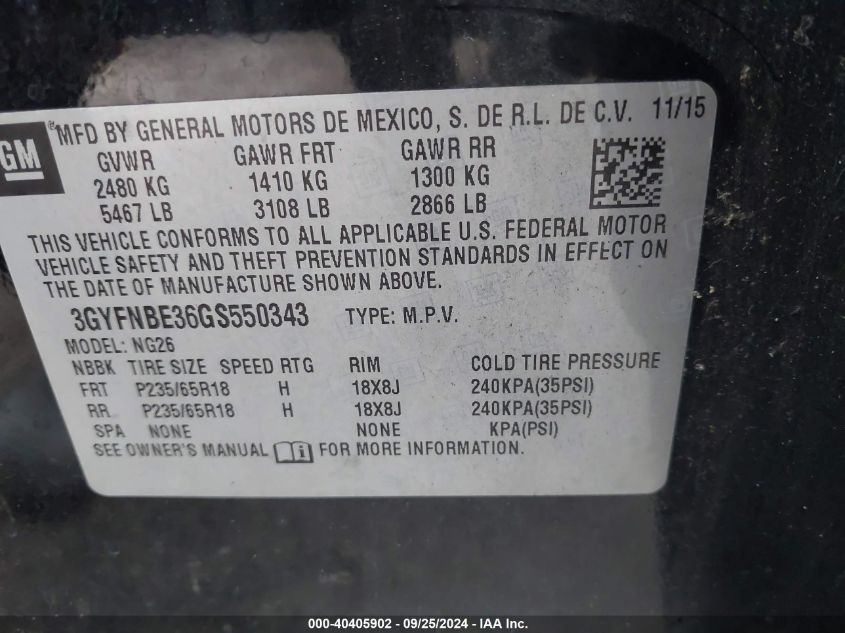 GM
® MFD BY GENERAL MOTORS DE MEXICO, S. DE R.L. DE C.V. 11/15
GVWR GAWR FRT GAWR RR
2480 KG 1410 KG 1300 KG
5467 LB 3108 LB 2866 LB
THIS VEHICLE CONFORMS TO ALL APPLICABLE U.S. FEDERAL MOTOR
VEHICLE SAFETY AND THEFT PREVENTION STANDARDS IN EFFECT ON
THE DATE OF MANUFACTURE SHOWN ABOVE.
3GYFNBE36GS550343 TYPE: M.P.V.
MODEL: NG26
NBBK TIRE SIZE SPEED RTG RIM COLD TIRE PRESSURE
FRT P235/65R18 H 18X8J 240KPA(35PSI)
RR P235/65R18 H 18X8J 240KPA(35PSI)
SPA NONE NONE KPA(PSI)
SEE OWNER'S MANUAL FOR MORE INFORMATION.
000-40405902 - 09/25/2024 - IAA Inc.